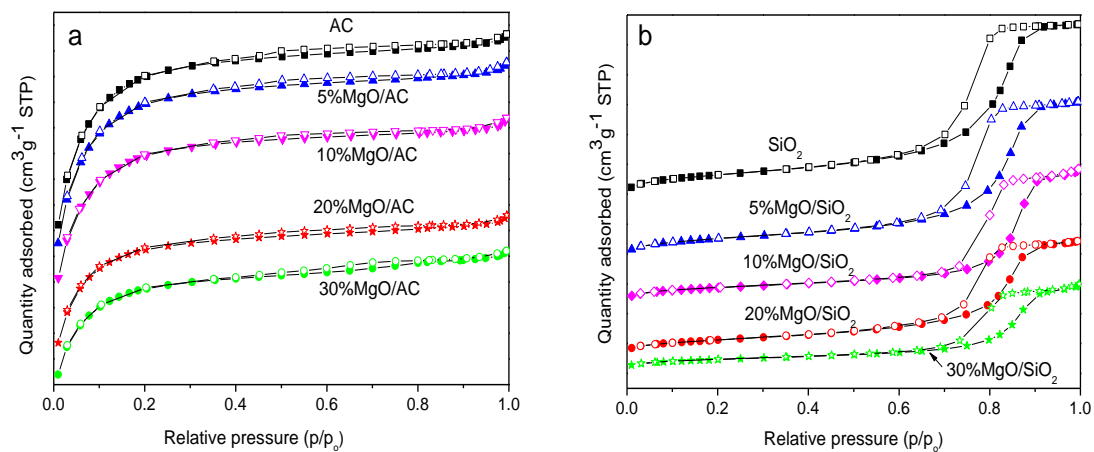 a
AC
5%MgO/AC
10%MgO/AC
20%MgO/AC
30%MgO/AC
Quantity adsorbed (cm³g⁻¹ STP)
0.0 0.2 0.4 0.6 0.8 1.0
Relative pressure (p/pₒ)
b
SiO₂
5%MgO/SiO₂
10%MgO/SiO₂
20%MgO/SiO₂
30%MgO/SiO₂
Quantity adsorbed (cm³g⁻¹ STP)
0.0 0.2 0.4 0.6 0.8 1.0
Relative pressure (p/pₒ)